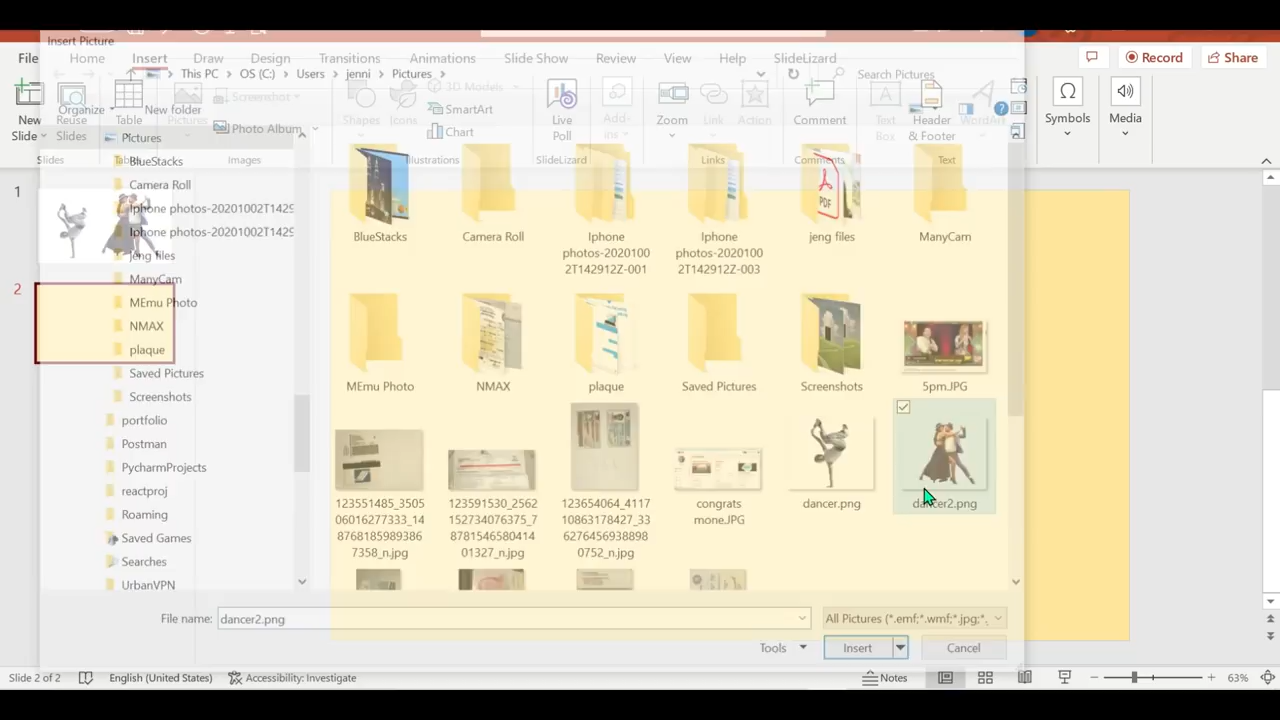 Insert Picture
File Home Insert Draw Design Transitions Animations Slide Show Review View Help SlideLizard Record Share
This PC OS (C:) Users jenni Pictures Search Pictures
Organize New folder
New Slide
Reuse Slides
Table
Pictures
Screenshot
Photo Album
Shapes
Icons
3D Models
SmartArt
Chart
Live Poll
Add-ins
Zoom
Link
Action
Comment
Text Box
Header & Footer
WordArt
Symbols
Media
Slides Images Illustrations SlideLizard Links Comments Text
Pictures
BlueStacks
Camera Roll
Iphone photos-20201002T1429
Iphone photos-20201002T1429
jeng files
ManyCam
MEmu Photo
NMAX
plaque
Saved Pictures
Screenshots
portfolio
Postman
PycharmProjects
reactproj
Roaming
Saved Games
Searches
UrbanVPN
1
2
BlueStacks
Camera Roll
Iphone
photos-2020100
2T142912Z-001
Iphone
photos-2020100
2T142912Z-003
jeng files
PDF
ManyCam
MEmu Photo
NMAX
plaque
Saved Pictures
Screenshots
5pm.JPG
123551485_3505
06016277333_14
8768185989386
7358_n.jpg
123591530_2562
152734076375_7
8781546580414
01327_n.jpg
123654064_4117
10863178427_33
6276456938898
0752_n.jpg
congrats
mone.JPG
dancer.png
dancer2.png
File name: dancer2.png All Pictures (*.emf;*.wmf;*.jpg;*.
Tools Insert Cancel
Slide 2 of 2 English (United States) Accessibility: Investigate Notes 63%